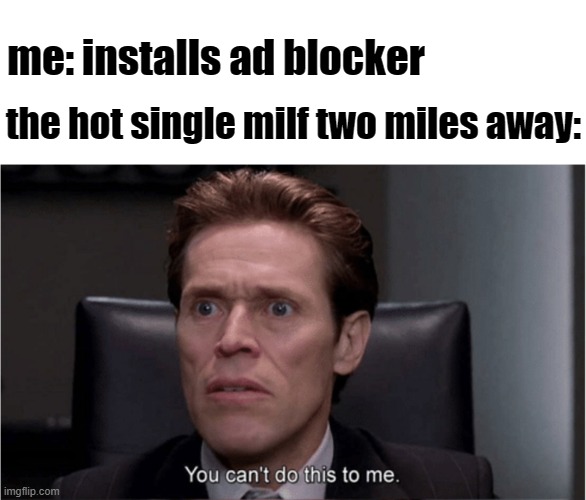 me: installs ad blocker
the hot single milf two miles away:
You can't do this to me.
imgflip.com